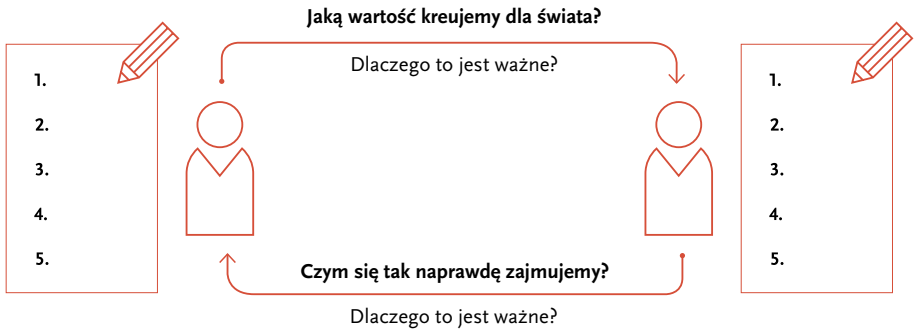 Jaką wartość kreujemy dla świata?
Dlaczego to jest ważne?
1.
2.
3.
4.
5.
1.
2.
3.
4.
5.
Czym się tak naprawdę zajmujemy?
Dlaczego to jest ważne?